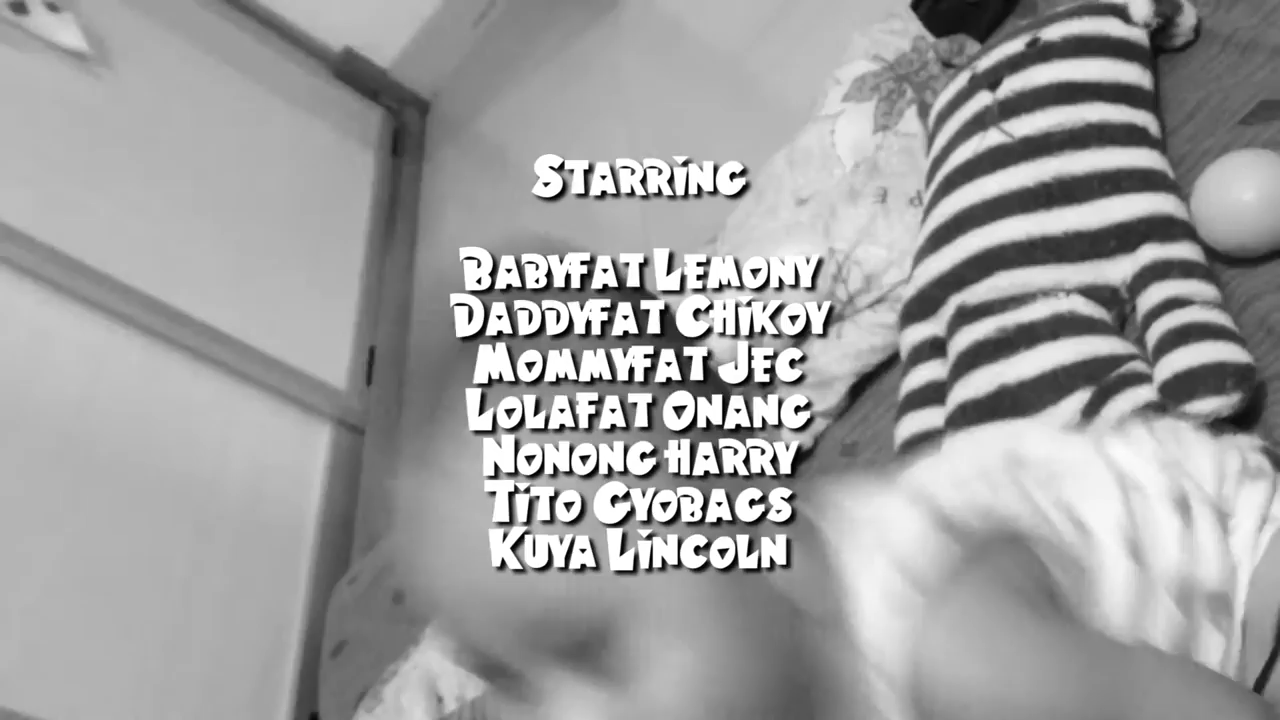 Starring
Babyfat Lemony
Daddyfat Chikoy
Mommyfat Jec
Lolafat Onang
Nonong Harry
Tito Gyobags
Kuya Lincoln